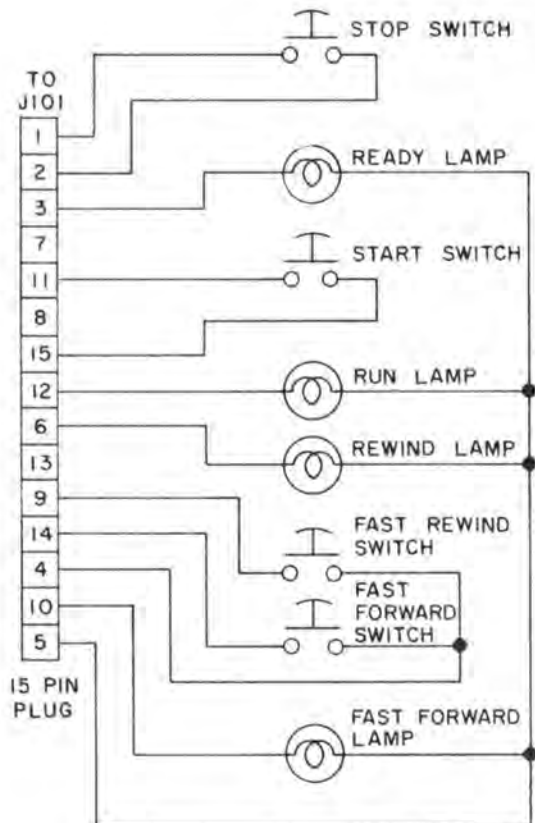 STOP SWITCH
TO
J101
1
2
READY LAMP
3
7
START SWITCH
11
8
15
12
RUN LAMP
6
REWIND LAMP
13
9
14
FAST REWIND
SWITCH
4
FAST
FORWARD
SWITCH
10
5
15 PIN
PLUG
FAST FORWARD
LAMP